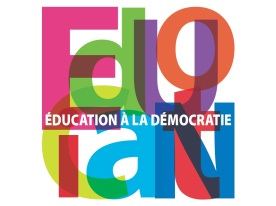 ÉDUCATION À LA DÉMOCRATIE